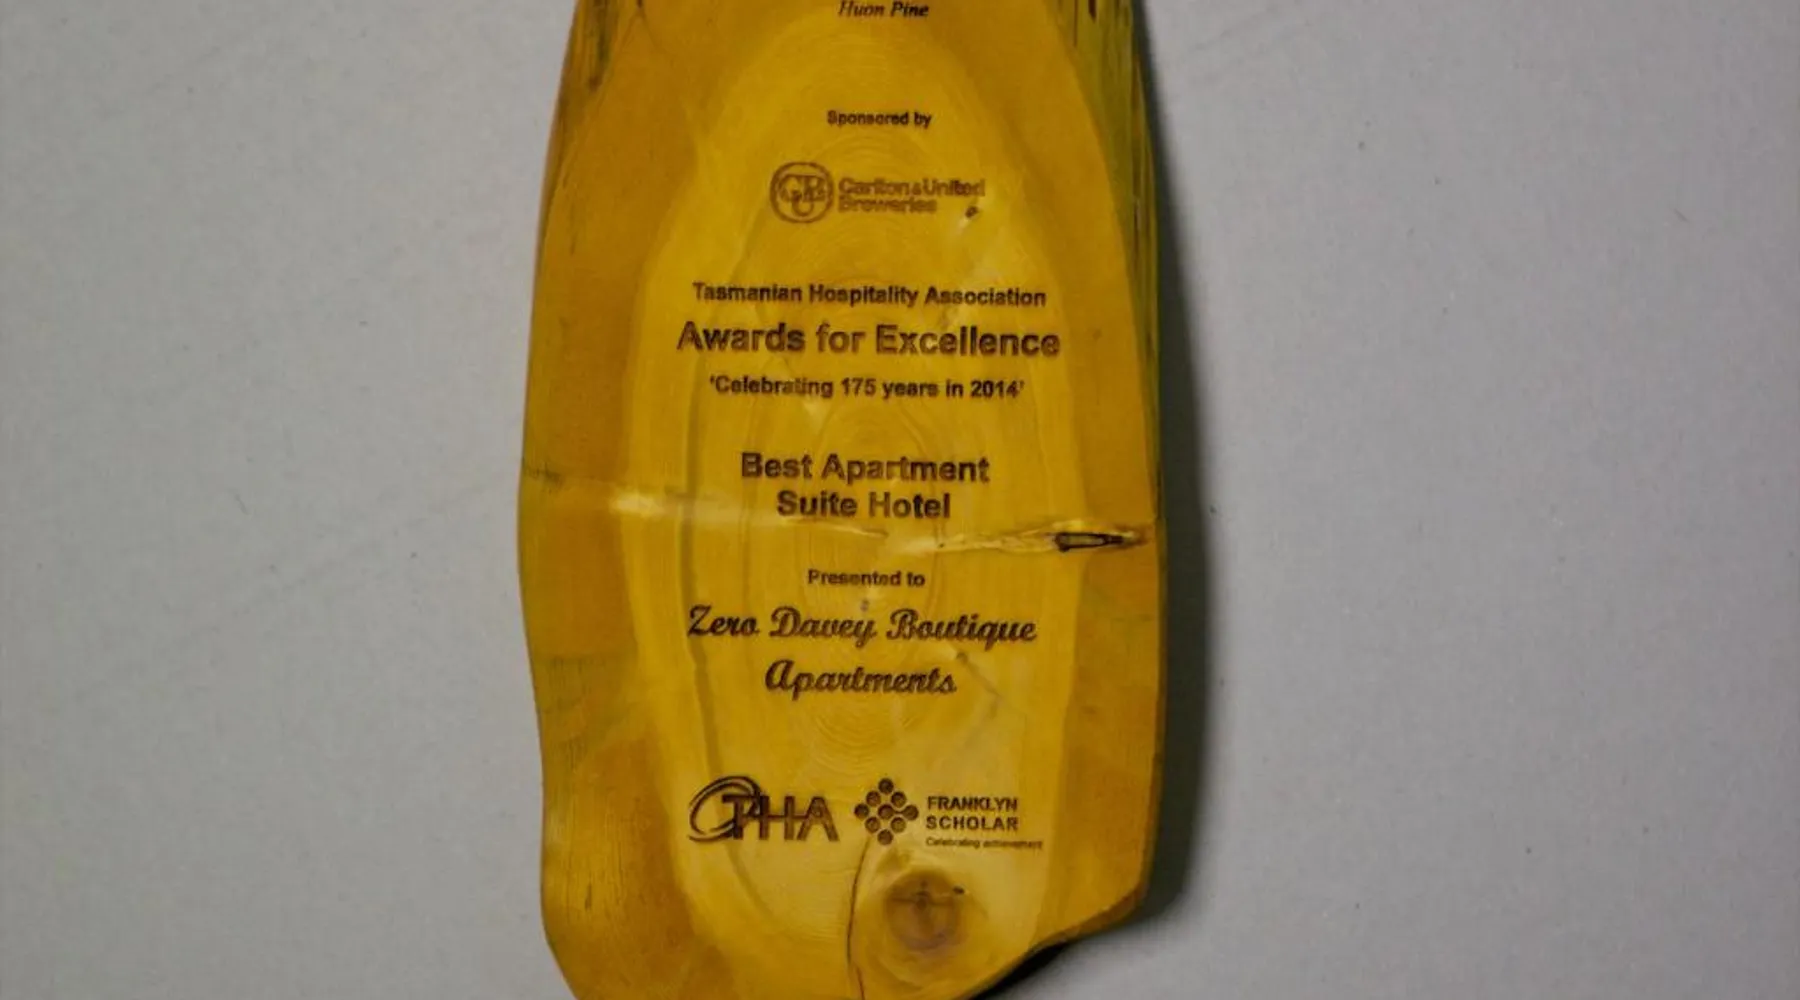 Huon Pine
Sponsored by
CUB
Carlton & United
Breweries
Tasmanian Hospitality Association
Awards for Excellence
'Celebrating 175 years in 2014'
Best Apartment
Suite Hotel
Presented to
Zero Davey Boutique
Apartments
THA
FRANKLYN
SCHOLAR
Celebrating achievement